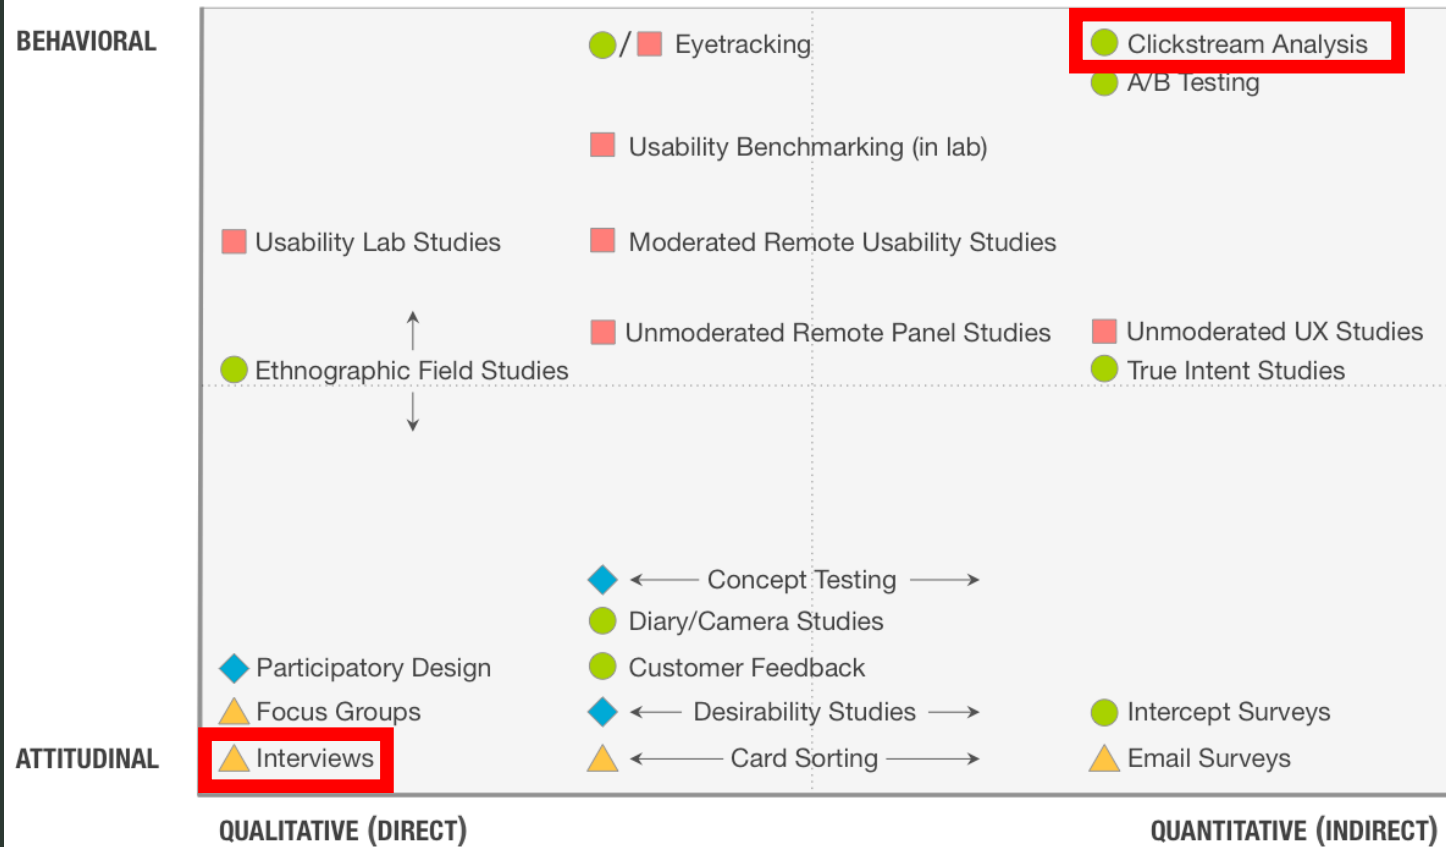 BEHAVIORAL
/ Eyetracking
Clickstream Analysis
A/B Testing
Usability Benchmarking (in lab)
Usability Lab Studies
Moderated Remote Usability Studies
Unmoderated Remote Panel Studies
Unmoderated UX Studies
Ethnographic Field Studies
True Intent Studies
Concept Testing
Diary/Camera Studies
Participatory Design
Customer Feedback
Focus Groups
Desirability Studies
Intercept Surveys
ATTITUDINAL
Interviews
Card Sorting
Email Surveys
QUALITATIVE (DIRECT)
QUANTITATIVE (INDIRECT)